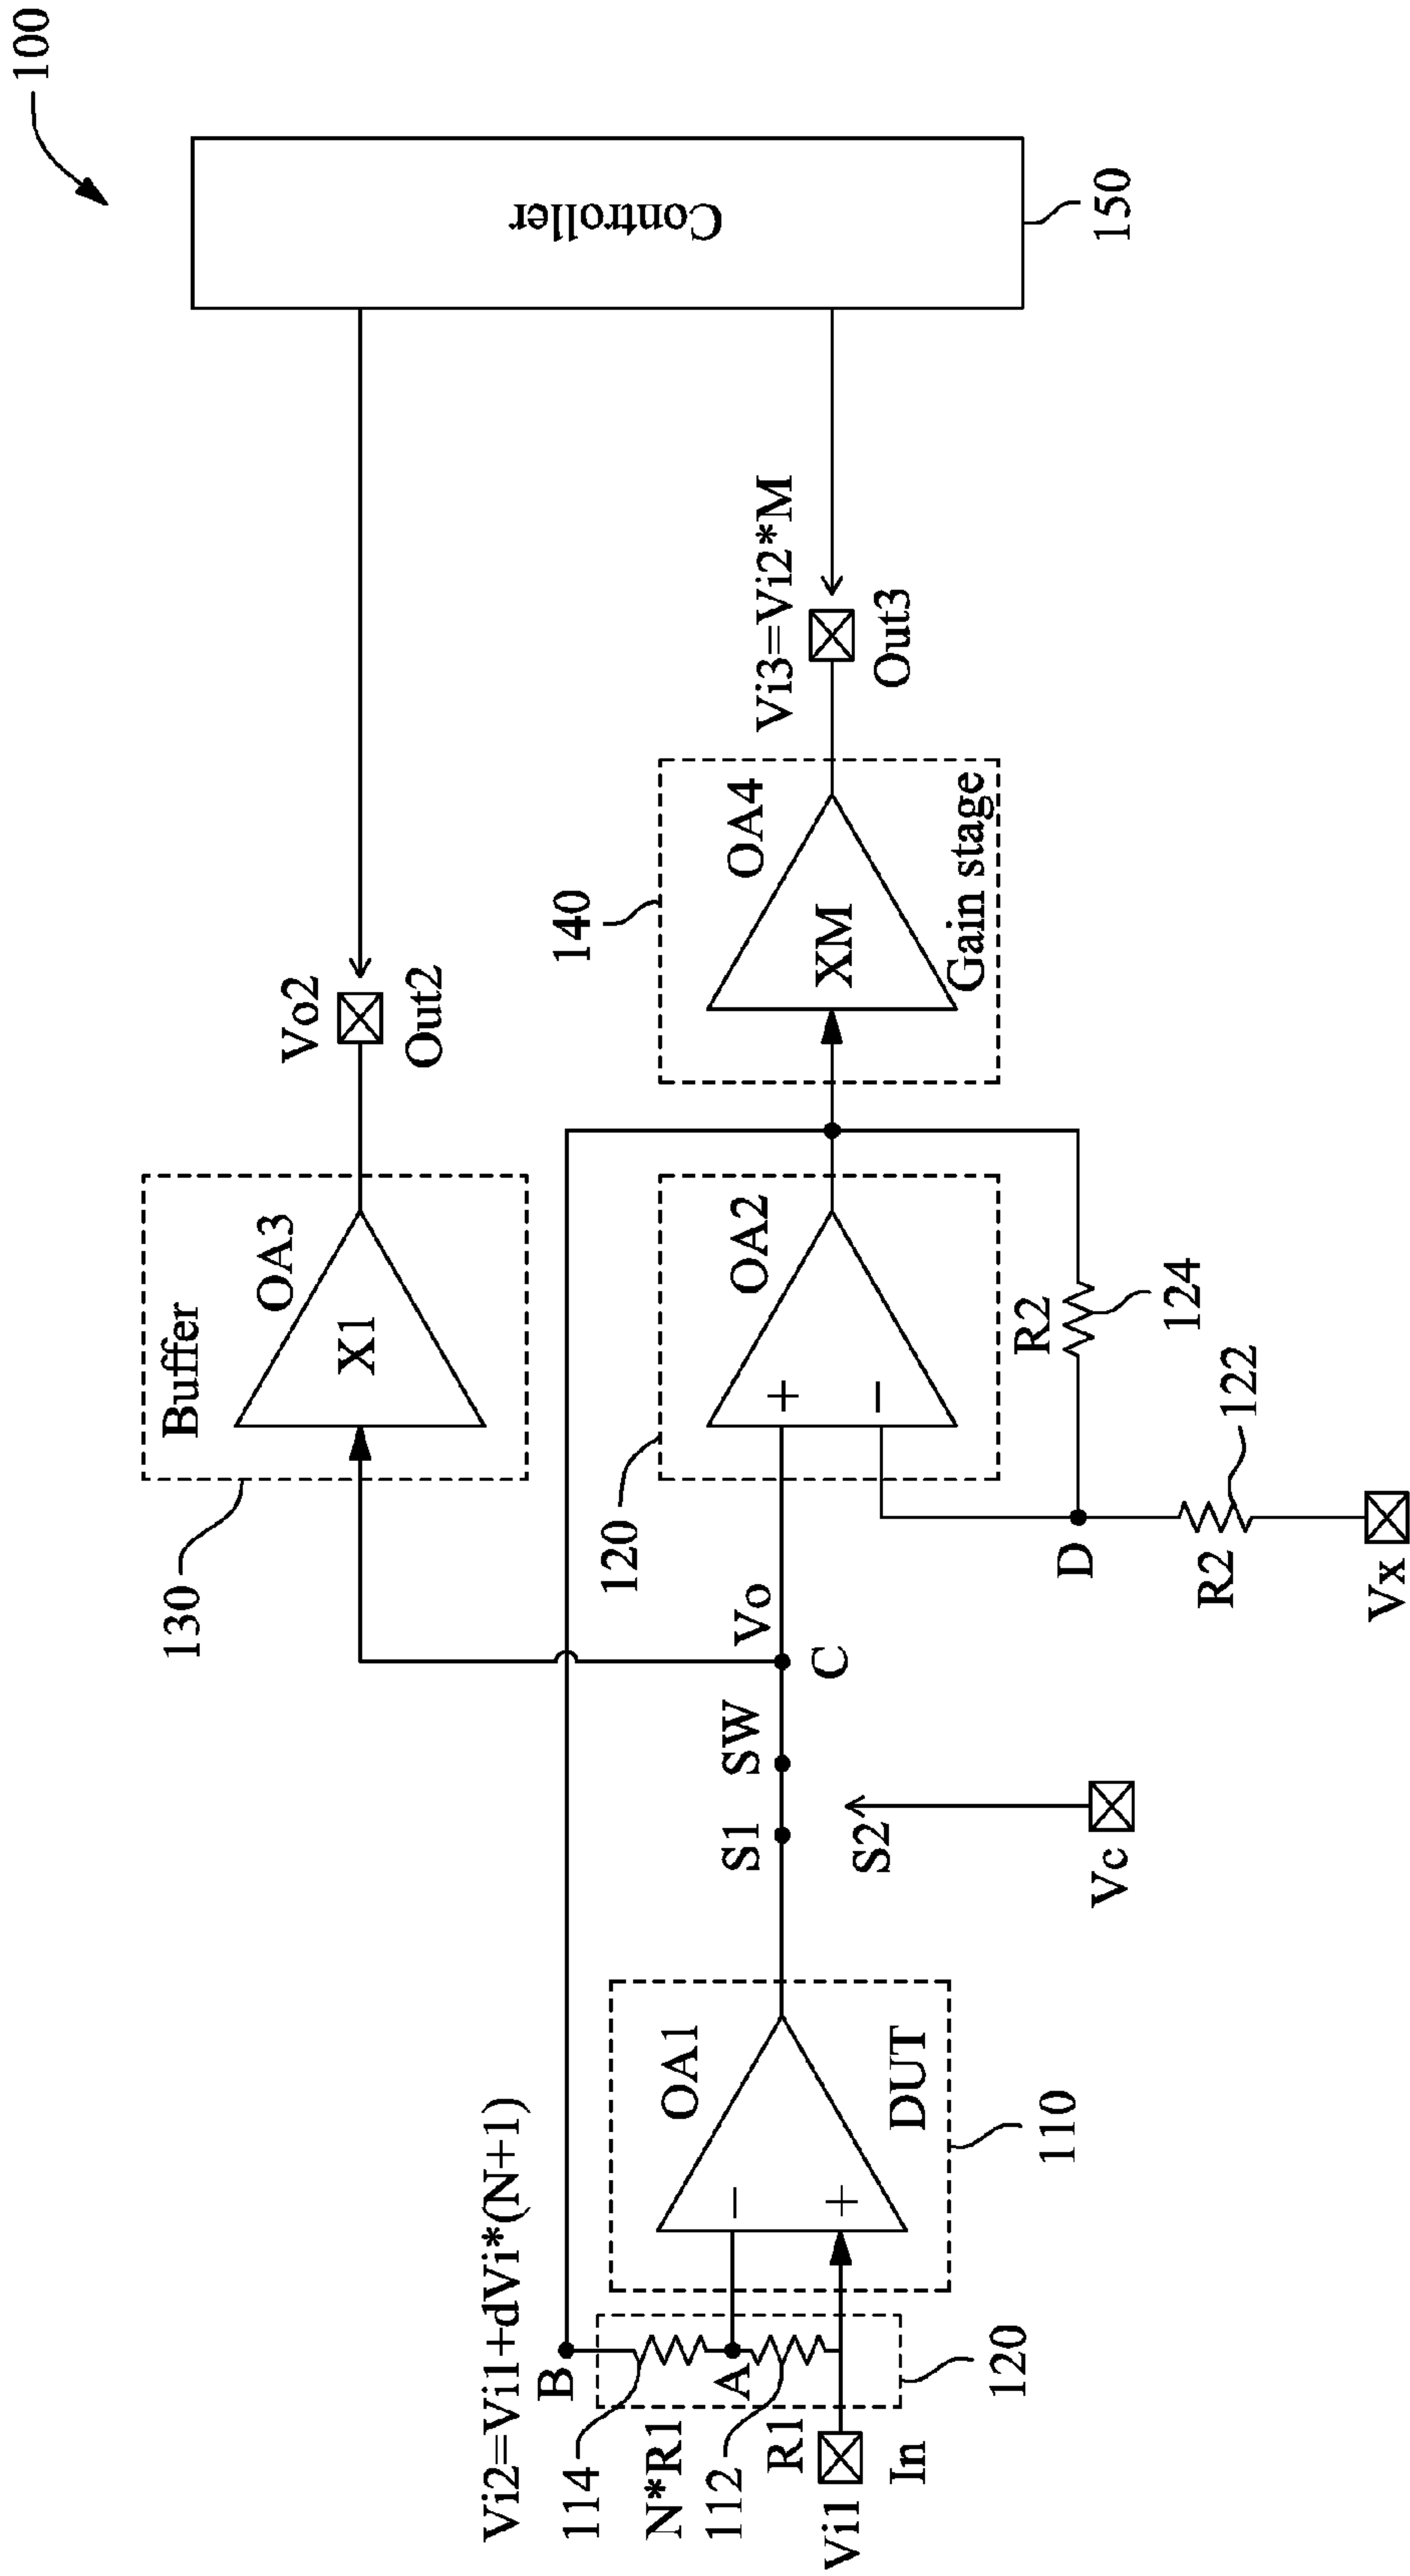 100
Controller
150
Vo2
Out2
Vi3=Vi2*M
Out3
140
OA4
XM
Gain stage
Buffer
OA3
X1
130
120
OA2
+
−
R2
124
D
R2
122
Vx
Vo
C
SW
S1
S2
Vc
Vi2=Vi1+dVi*(N+1)
B
114
N*R1
A
112
R1
Vi1
In
120
OA1
−
+
DUT
110